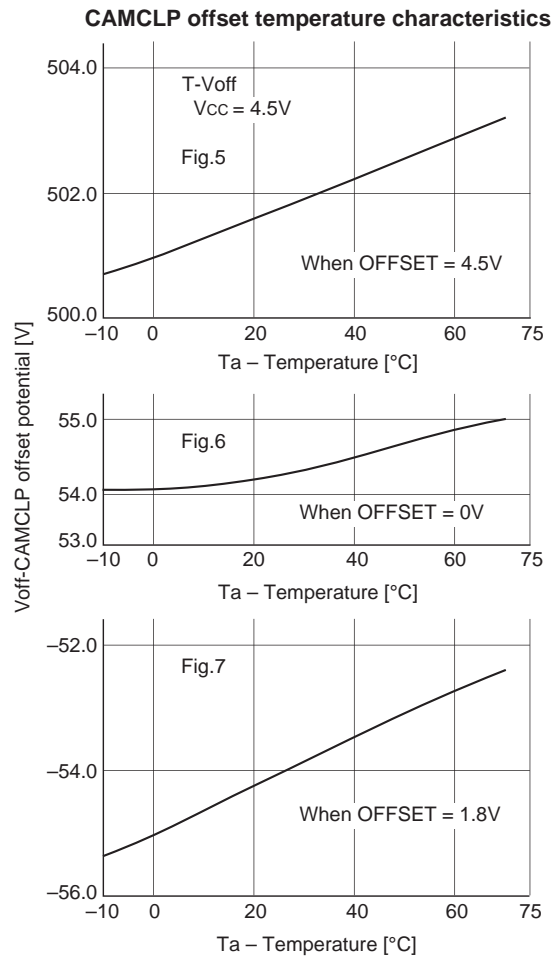 CAMCLP offset temperature characteristics
504.0
T-Voff
VCC = 4.5V
Fig.5
502.0
When OFFSET = 4.5V
500.0
–10 0 20 40 60 75
Ta – Temperature [°C]
Voff-CAMCLP offset potential [V]
55.0
Fig.6
54.0
When OFFSET = 0V
53.0
–10 0 20 40 60 75
Ta – Temperature [°C]
–52.0
Fig.7
–54.0
When OFFSET = 1.8V
–56.0
–10 0 20 40 60 75
Ta – Temperature [°C]